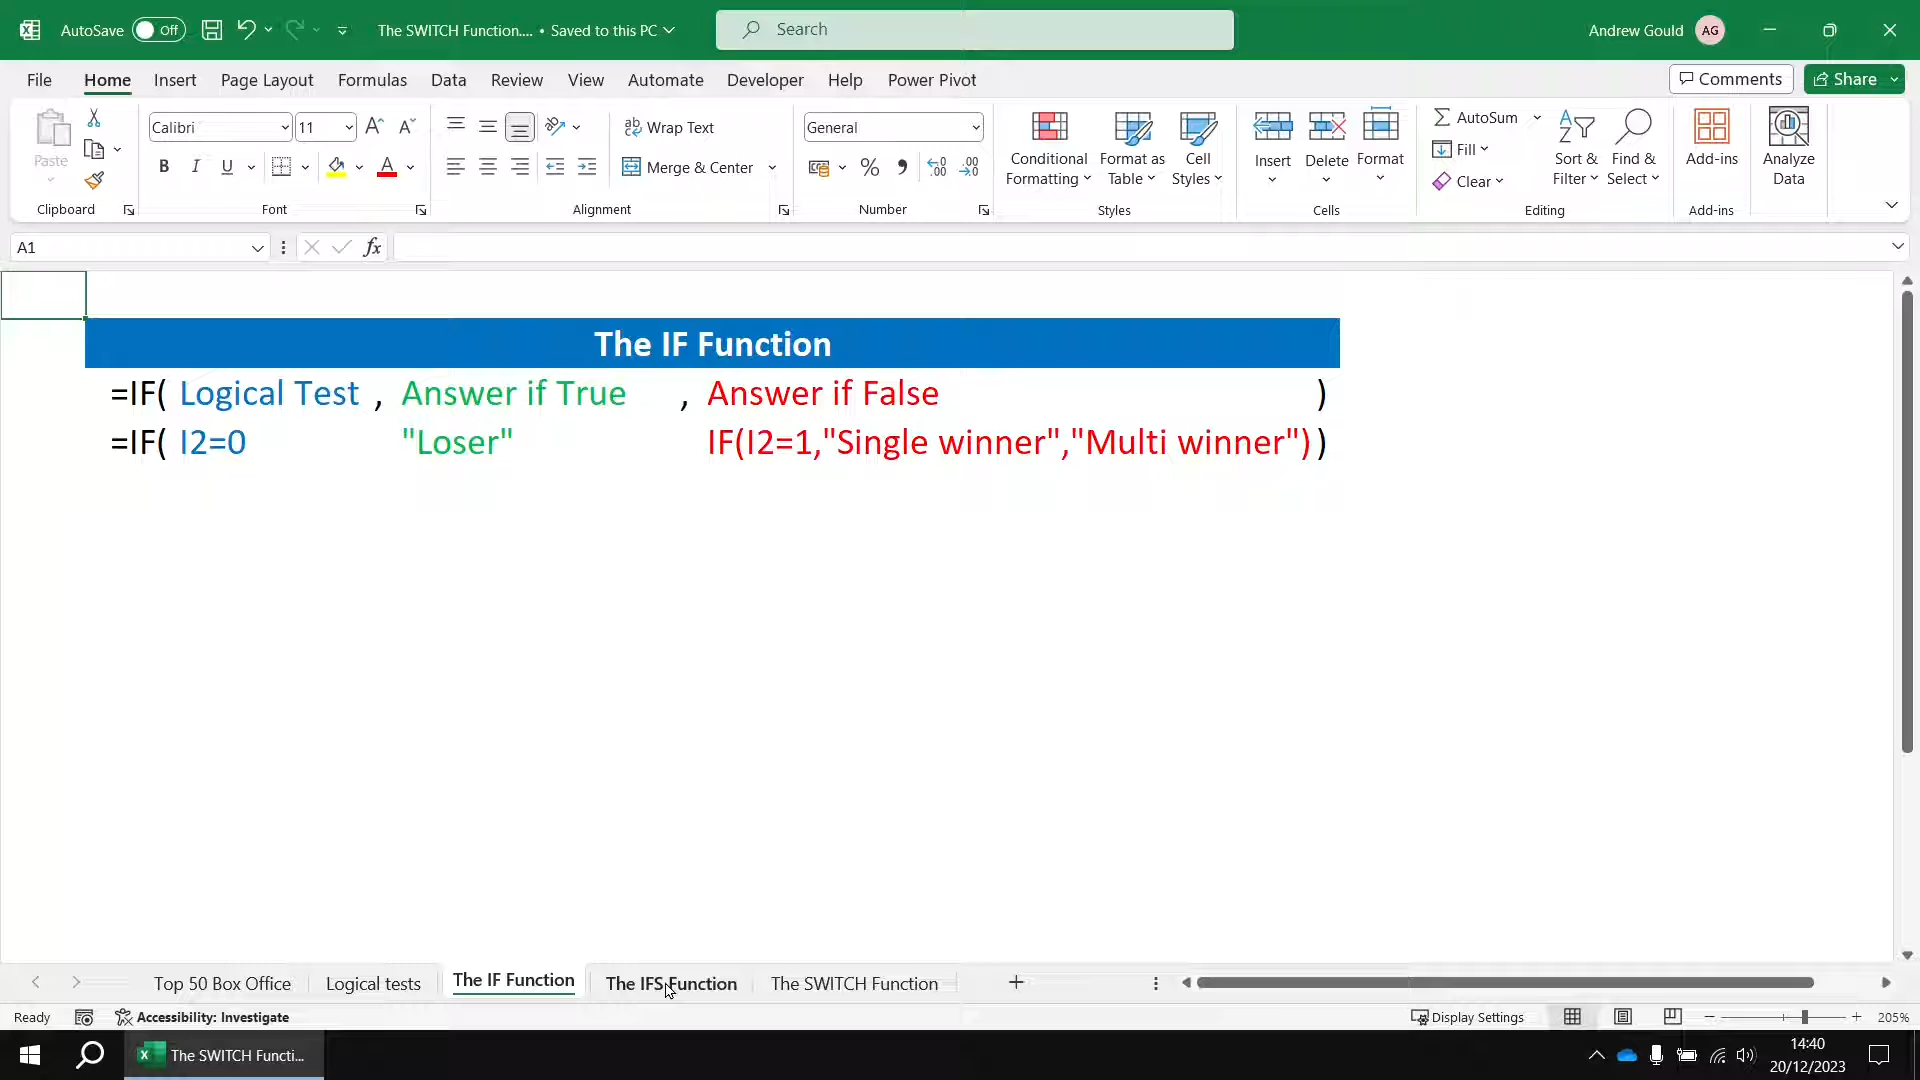 AutoSave Off The SWITCH Function.... • Saved to this PC Search Andrew Gould AG
File Home Insert Page Layout Formulas Data Review View Automate Developer Help Power Pivot Comments Share
Paste Calibri 11 Wrap Text General Conditional Formatting Format as Table Cell Styles Insert Delete Format AutoSum Fill Clear Sort & Filter Find & Select Add-ins Analyze Data
Merge & Center
Clipboard Font Alignment Number Styles Cells Editing Add-ins
A1 fx
The IF Function
=IF( Logical Test , Answer if True , Answer if False )
=IF( I2=0 "Loser" IF(I2=1,"Single winner","Multi winner") )
Top 50 Box Office Logical tests The IF Function The IFS Function The SWITCH Function
Ready Accessibility: Investigate Display Settings 205%
The SWITCH Functi... 14:40
20/12/2023